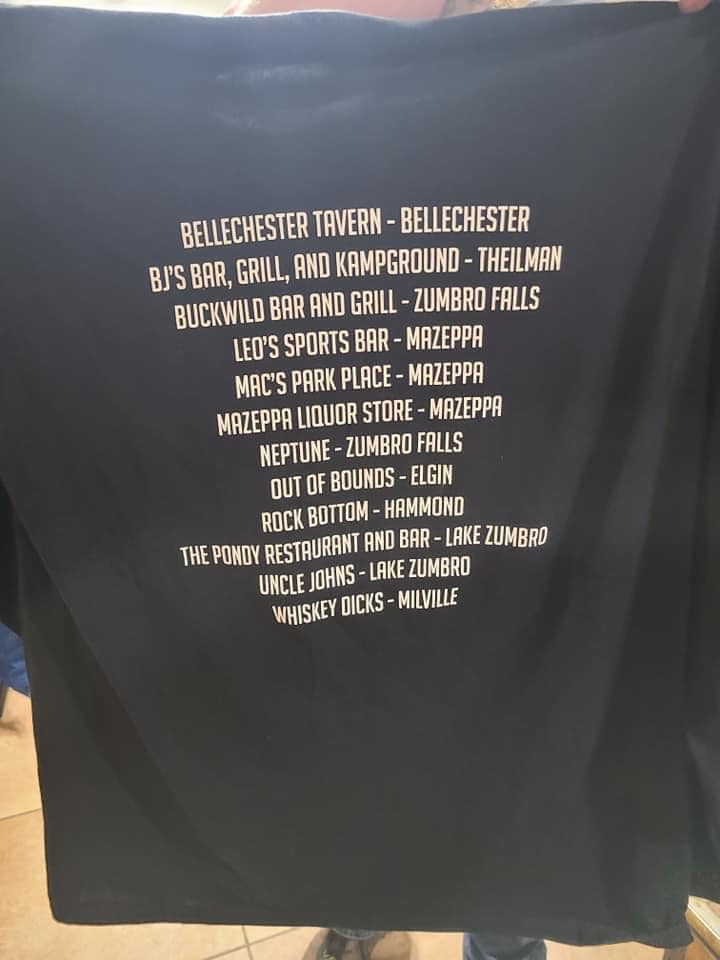 BELLECHESTER TAVERN - BELLECHESTER
BJ'S BAR, GRILL, AND KAMPGROUND - THEILMAN
BUCKWILD BAR AND GRILL - ZUMBRO FALLS
LEO'S SPORTS BAR - MAZEPPA
MAC'S PARK PLACE - MAZEPPA
MAZEPPA LIQUOR STORE - MAZEPPA
NEPTUNE - ZUMBRO FALLS
OUT OF BOUNDS - ELGIN
ROCK BOTTOM - HAMMOND
THE PONDY RESTAURANT AND BAR - LAKE ZUMBRO
UNCLE JOHNS - LAKE ZUMBRO
WHISKEY DICKS - MILVILLE